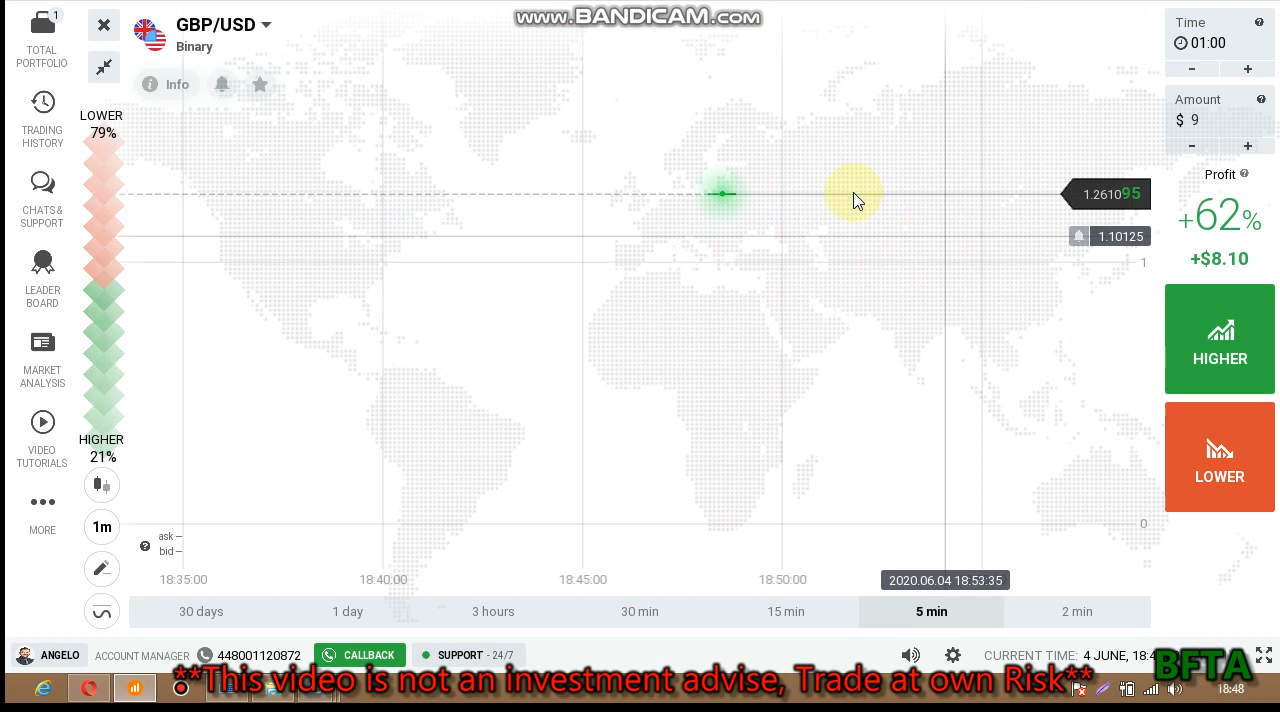 www.BANDICAM.com
1
TOTAL
PORTFOLIO
TRADING
HISTORY
CHATS &
SUPPORT
LEADER
BOARD
MARKET
ANALYSIS
VIDEO
TUTORIALS
MORE
GBP/USD
Binary
Info
LOWER
79%
HIGHER
21%
1m
ask
bid
1.261095
1.10125
1
0
18:35:00
18:40:00
18:45:00
18:50:00
2020.06.04 18:53:35
30 days
1 day
3 hours
30 min
15 min
5 min
2 min
Time
01:00
-
+
Amount
$ 9
-
+
Profit
+62%
+$8.10
HIGHER
LOWER
ANGELO
ACCOUNT MANAGER
448001120872
CALLBACK
SUPPORT - 24/7
CURRENT TIME: 4 JUNE, 18:4
BFTA
**This video is not an investment advise, Trade at own Risk**
18:48